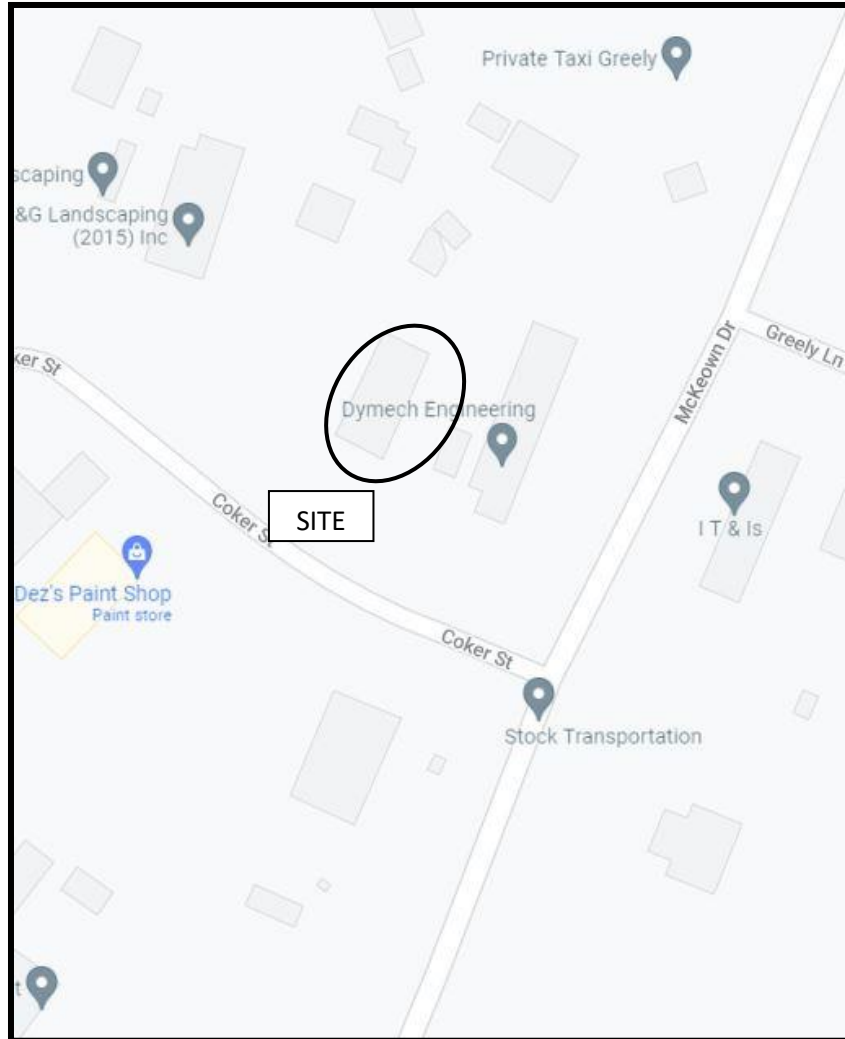 Private Taxi Greely
scaping
&G Landscaping
(2015) Inc
McKeown Dr
Greely Ln
ker St
Dymech Engineering
Coker St
SITE
I T & Is
Dez's Paint Shop
Paint store
Coker St
Stock Transportation
t